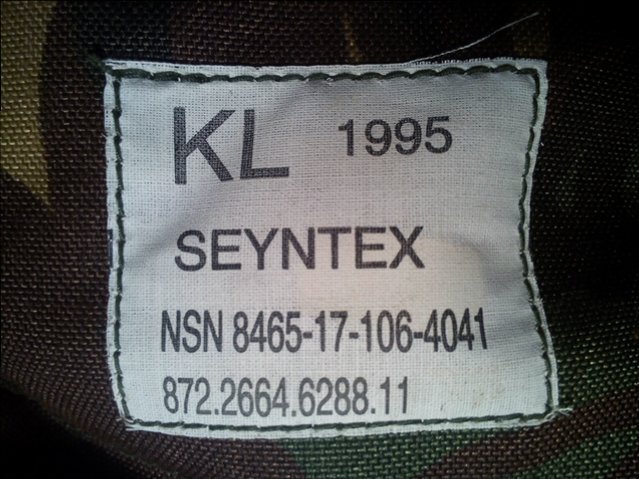 KL 1995
SEYNTEX
NSN 8465-17-106-4041
872.2664.6288.11